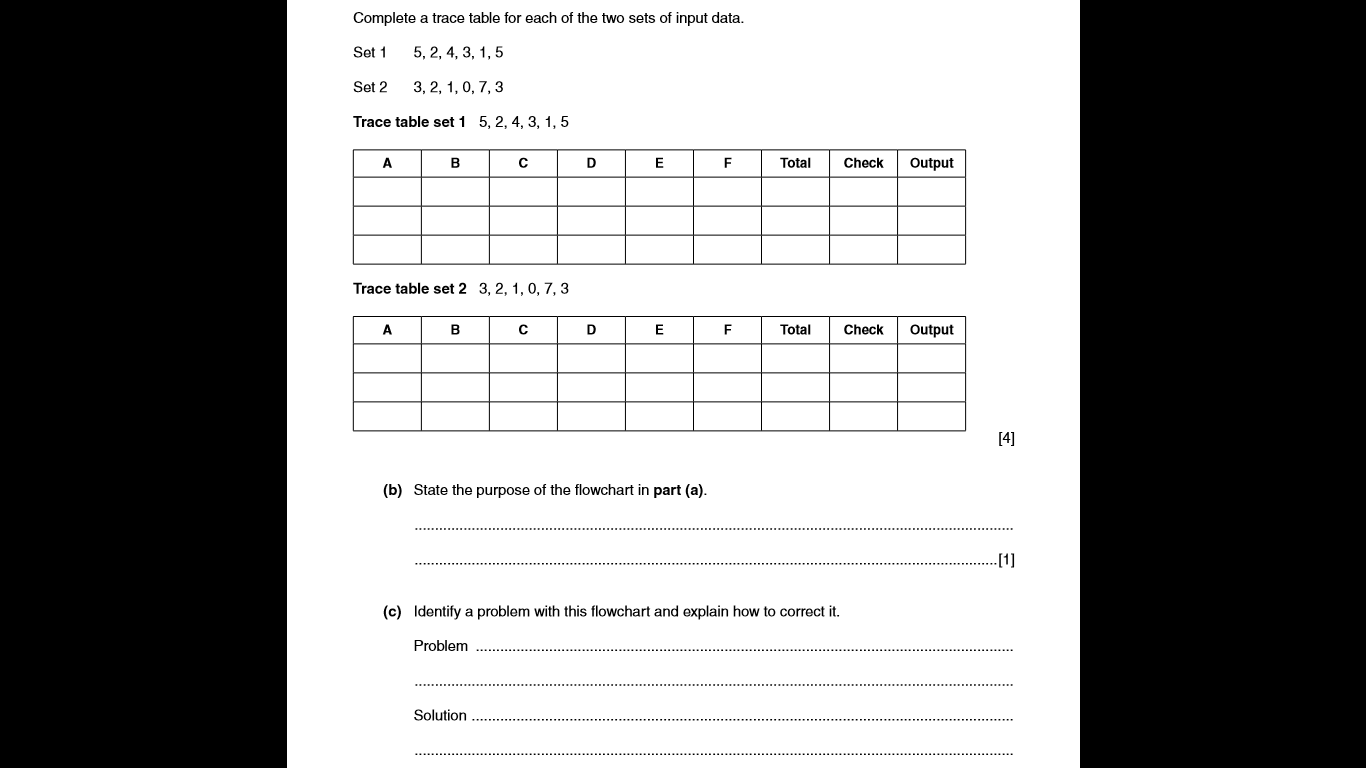 Complete a trace table for each of the two sets of input data.
Set 1 5, 2, 4, 3, 1, 5
Set 2 3, 2, 1, 0, 7, 3
Trace table set 1 5, 2, 4, 3, 1, 5
A B C D E F Total Check Output
Trace table set 2 3, 2, 1, 0, 7, 3
A B C D E F Total Check Output
[4]
(b) State the purpose of the flowchart in part (a).
[1]
(c) Identify a problem with this flowchart and explain how to correct it.
Problem
Solution